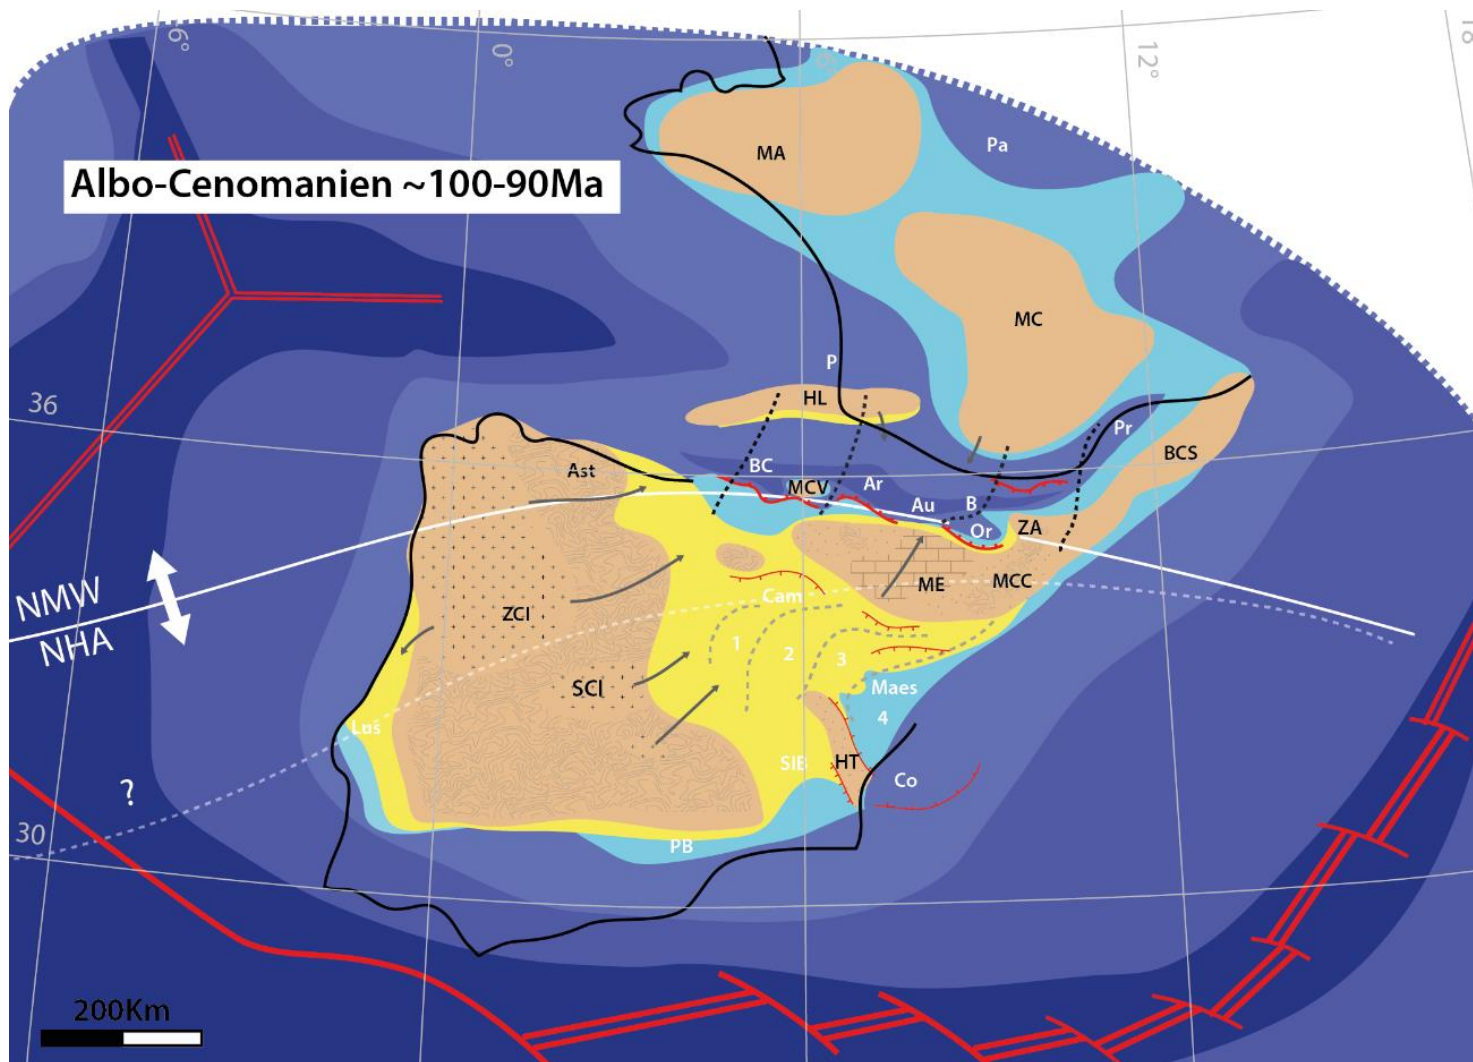 6°
0°
6°
12°
18
MA
Pa
Albo-Cenomanien ~100-90Ma
MC
P
36
HL
Pr
BCS
Ast
BC
MCV
Ar
Au
B
Or
ZA
NMW
NHA
ZCI
Cam
ME
MCC
1
2
3
SCI
Maes
4
Lus
SIB
HT
Co
?
30
PB
200Km